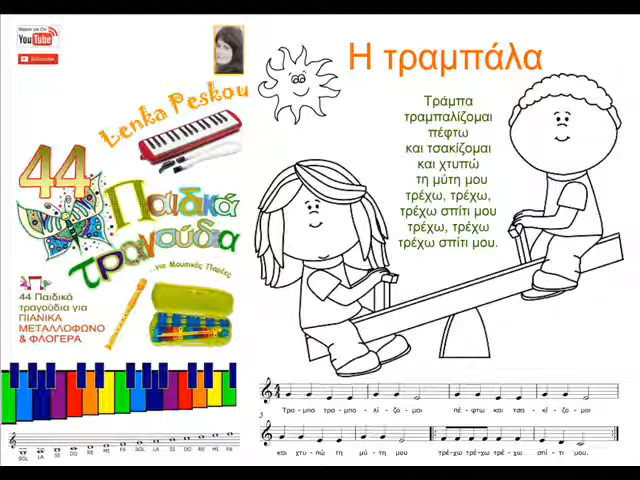 Watch us On
YouTube
Subscribe
Lenka Peskou
44
Παιδικά
τραγούδια
...για Μουσικές Παρέες
44 Παιδικά
τραγούδια για
ΠΙΑΝΙΚΑ
ΜΕΤΑΛΛΟΦΩΝΟ
& ΦΛΟΓΕΡΑ
SOL LA SI DO RE MI FA SOL LA SI DO RE MI FA
Η τραμπάλα
Τράμπα
τραμπαλίζομαι
πέφτω
και τσακίζομαι
και χτυπώ
τη μύτη μου
τρέχω, τρέχω,
τρέχω σπίτι μου
τρέχω, τρέχω
τρέχω σπίτι μου.
Τρα - μπα τρα - μπα - λί - ζο - μαι πέ - φτω και τσα - κί - ζο - μαι
5
και χτυ - πώ τη μύ - τη μου τρέ - χω τρέ - χω τρέ - χω σπί - τι μου.